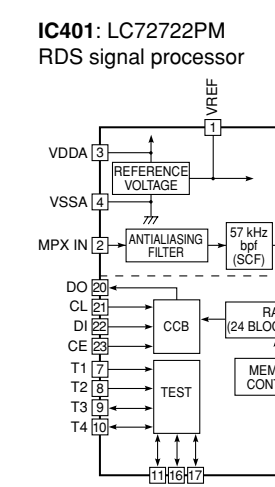 IC401: LC72722PM
RDS signal processor
VREF
1
VDDA 3
REFERENCE
VOLTAGE
VSSA 4
MPX IN 2
ANTIALIASING
FILTER
57 kHz
bpf
(SCF)
DO 20
CL 21
DI 22
CE 23
CCB
(24 BLO
T1 7
T2 8
T3 9
T4 10
TEST
11 16 17